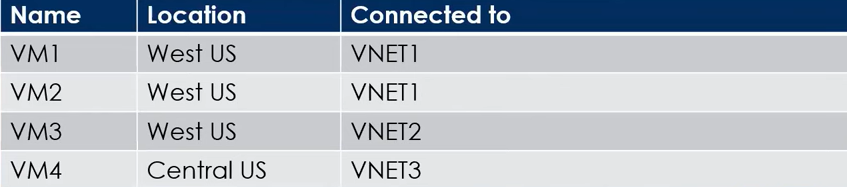 Name Location Connected to
VM1 West US VNET1
VM2 West US VNET1
VM3 West US VNET2
VM4 Central US VNET3